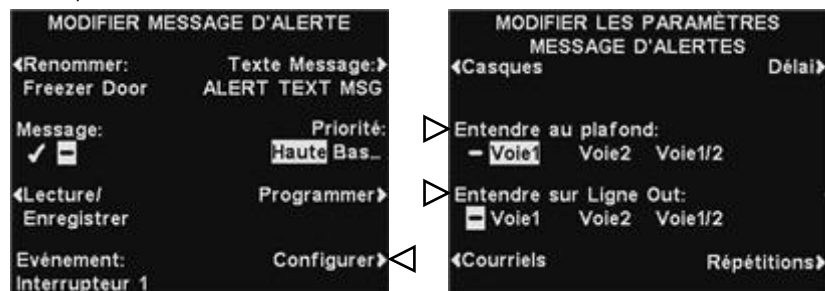 MODIFIER MESSAGE D'ALERTE
Renommer: Texte Message:
Freezer Door ALERT TEXT MSG
Message: Priorité:
Haute Bas…
Lecture/ Programmer
Enregistrer
Evénement: Configurer
Interrupteur 1
MODIFIER LES PARAMÈTRES
MESSAGE D'ALERTES
Casques Délai
Entendre au plafond:
– Voie1 Voie2 Voie1/2
Entendre sur Ligne Out:
– Voie1 Voie2 Voie1/2
Courriels Répétitions